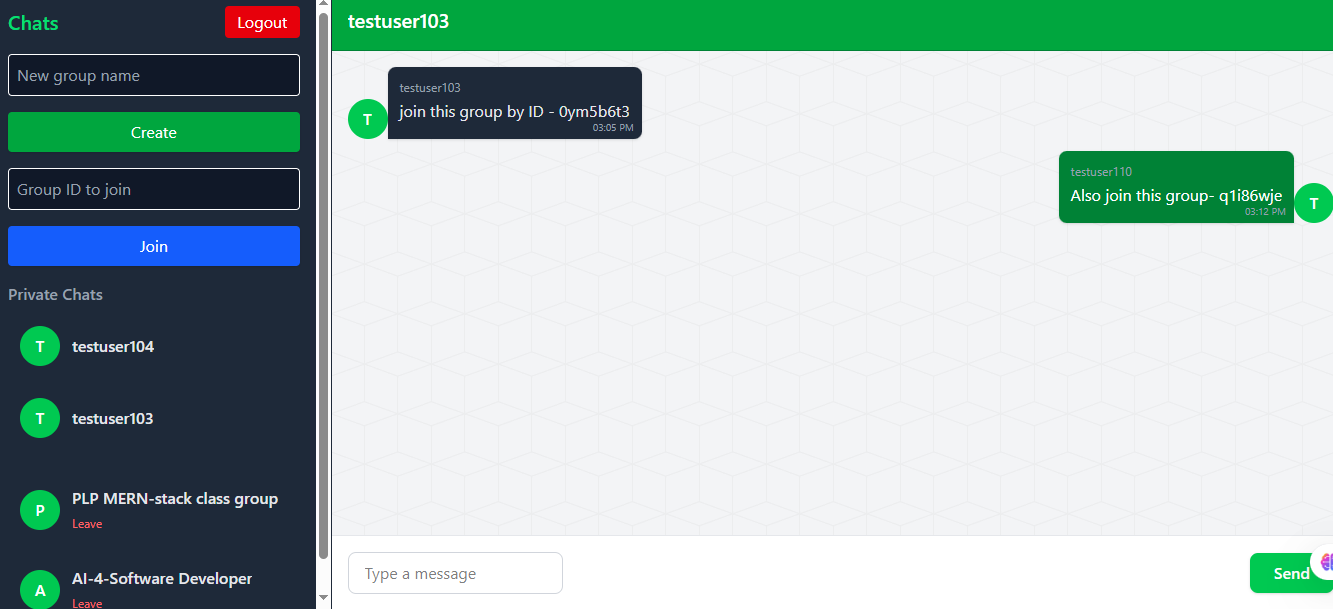 Chats
Logout
New group name
Create
Group ID to join
Join
Private Chats
T
testuser104
T
testuser103
P
PLP MERN-stack class group
Leave
A
AI-4-Software Developer
Leave
testuser103
testuser103
join this group by ID - 0ym5b6t3
03:05 PM
T
testuser110
Also join this group- q1i86wje
03:12 PM
T
Type a message
Send